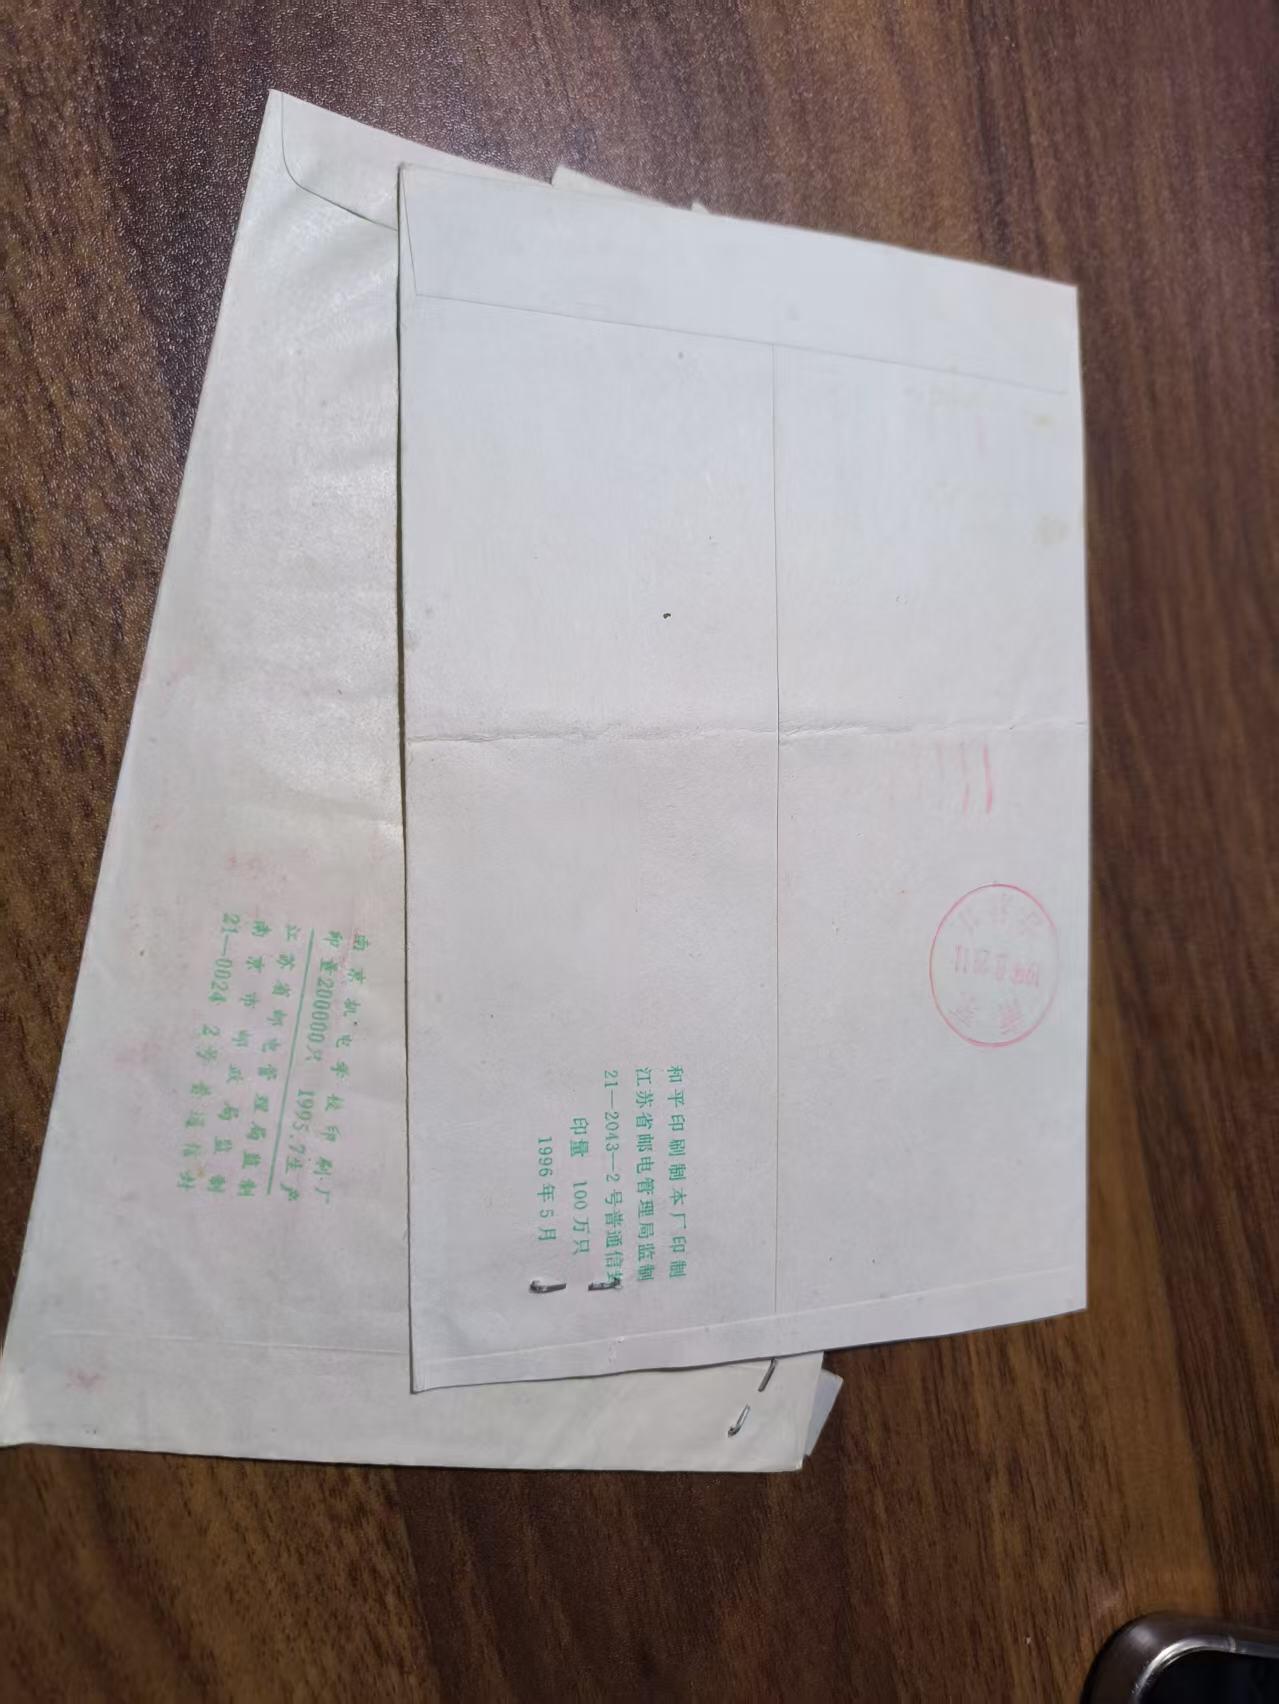 南京机电学校印刷厂
印量200000只 1995.7生产
江苏省邮电管理局监制
南京市邮政局监制
21—0024 2号普通信封
和平印刷制本厂印制
江苏省邮电管理局监制
21—2043—2号普通信封
印量 100万只
1996年5月